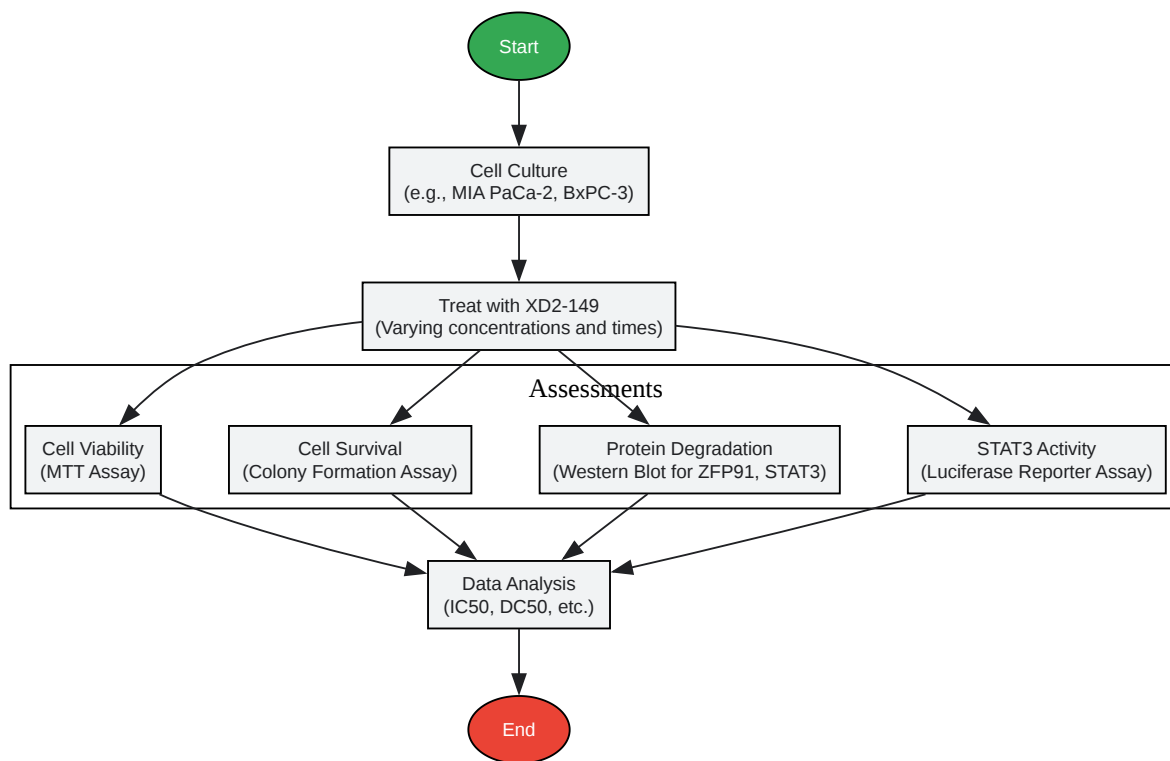 Start
Cell Culture
(e.g., MIA PaCa-2, BxPC-3)
Treat with XD2-149
(Varying concentrations and times)
Assessments
Cell Viability
(MTT Assay)
Cell Survival
(Colony Formation Assay)
Protein Degradation
(Western Blot for ZFP91, STAT3)
STAT3 Activity
(Luciferase Reporter Assay)
Data Analysis
(IC50, DC50, etc.)
End